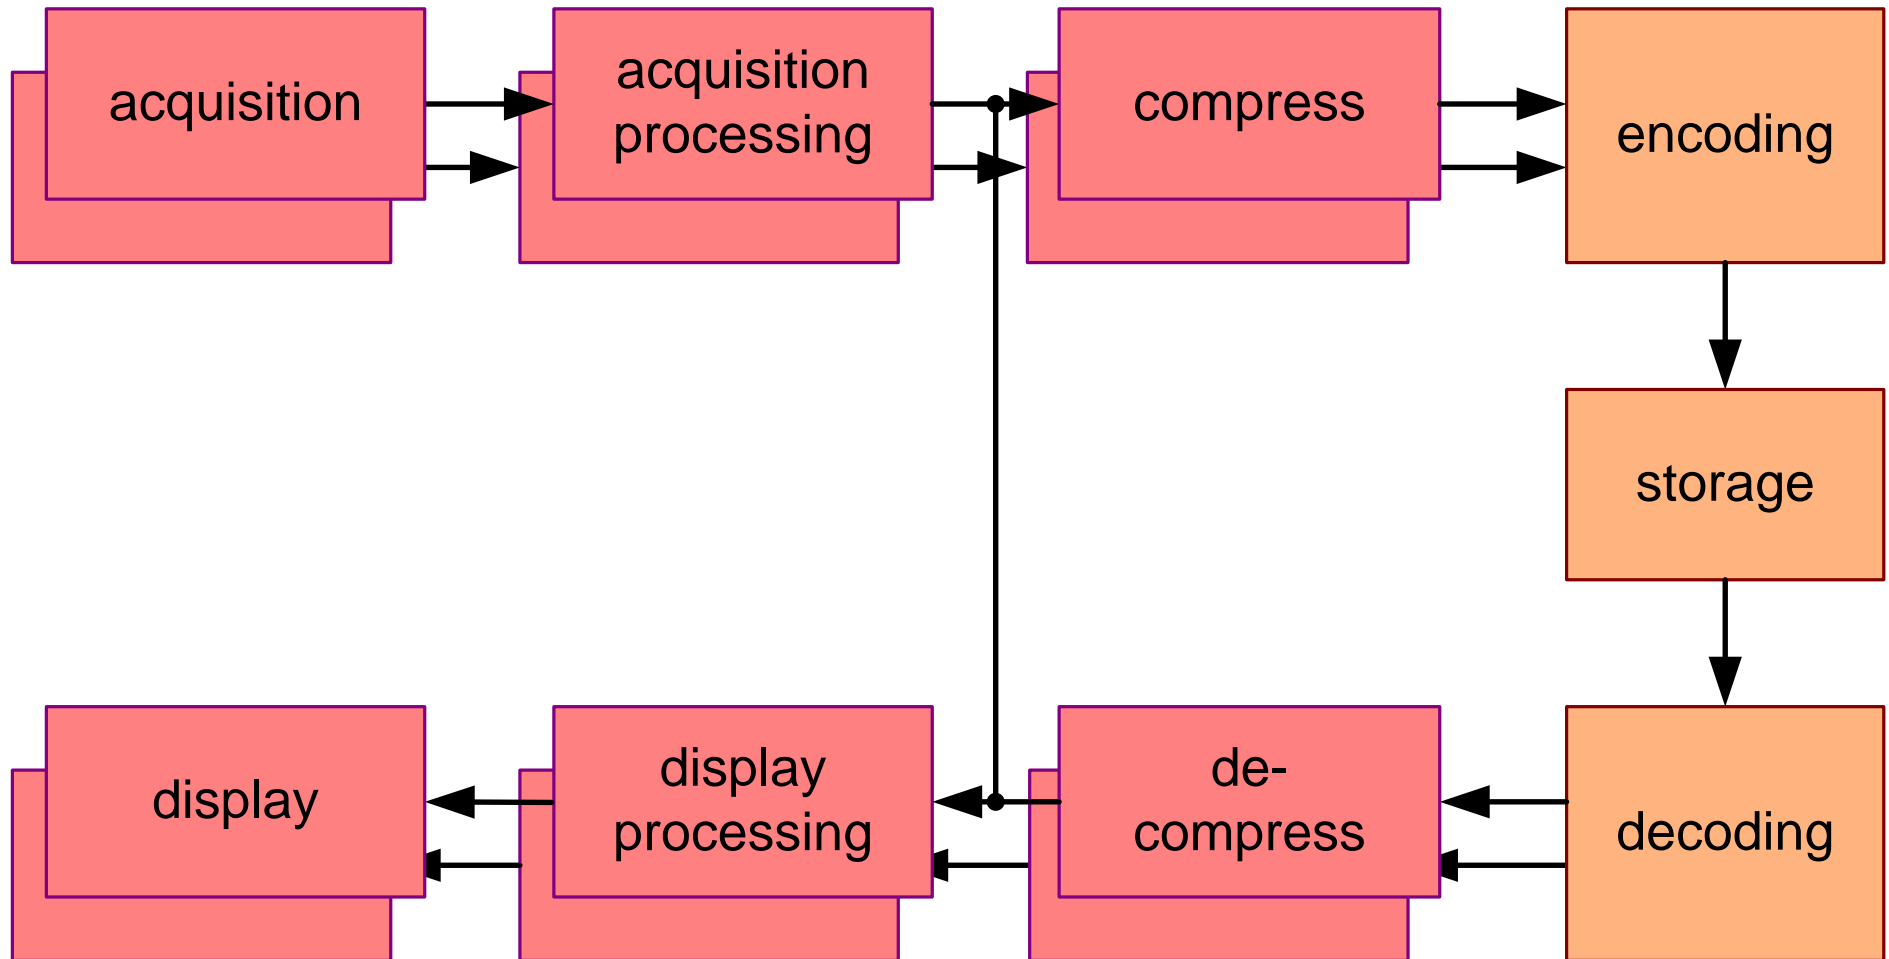 acquisition
acquisition
processing
compress
encoding
storage
display
display
processing
de-
compress
decoding